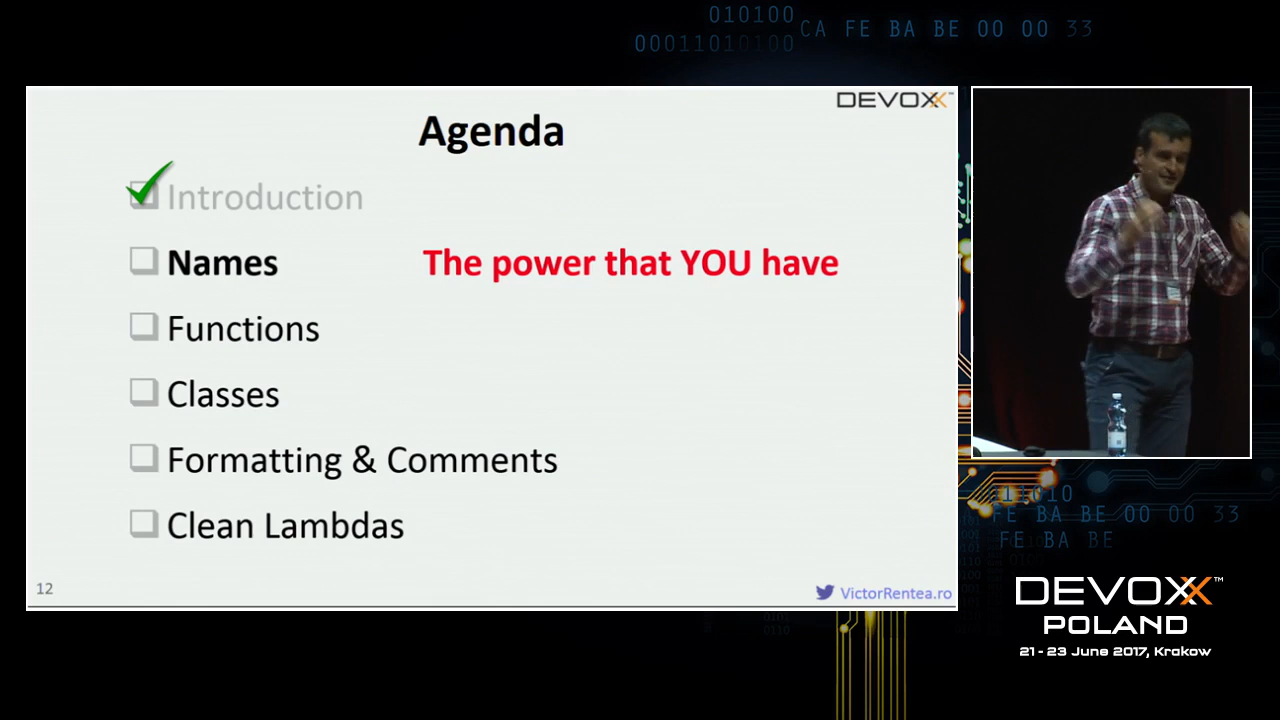 010100
00011010100
CA FE BA BE 00 00 33
DEVOXX™
Agenda
Introduction
Names The power that YOU have
Functions
Classes
Formatting & Comments
Clean Lambdas
12
VictorRentea.ro
FE BA BE 00 00 33
FE BA BE
DEVOXX™
POLAND
21 - 23 June 2017, Krakow